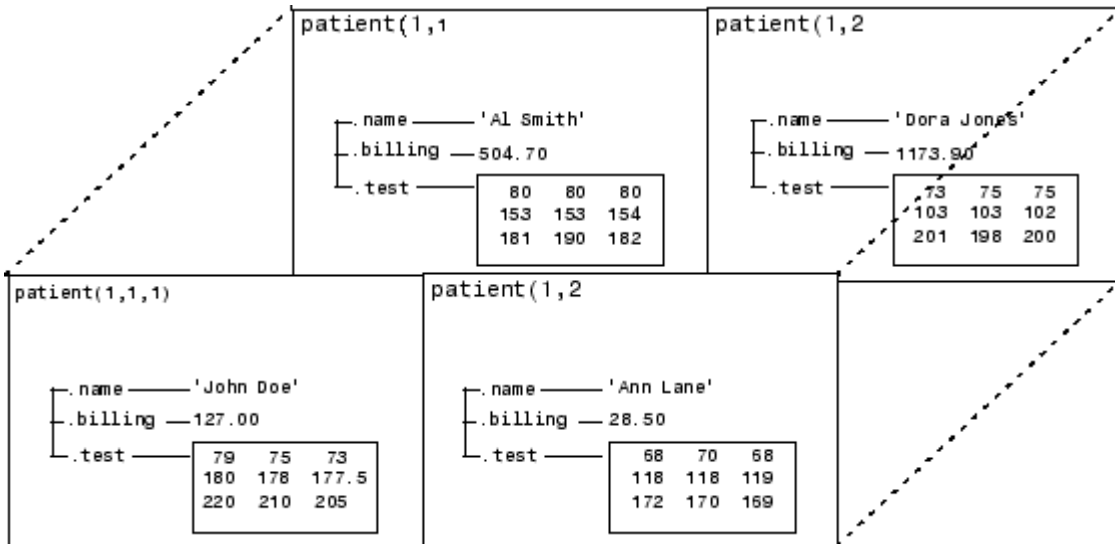 patient(1,1
.name 'Al Smith'
.billing 504.70
.test
80 80 80
153 153 154
181 190 182
patient(1,2
.name 'Dora Jones'
.billing 1173.90
.test
73 75 75
103 103 102
201 198 200
patient(1,1,1)
.name 'John Doe'
.billing 127.00
.test
79 75 73
180 178 177.5
220 210 205
patient(1,2
.name 'Ann Lane'
.billing 28.50
.test
68 70 68
118 118 119
172 170 169